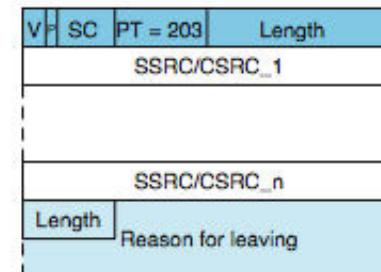 V P SC PT = 203 Length
SSRC/CSRC_1
SSRC/CSRC_n
Length
Reason for leaving